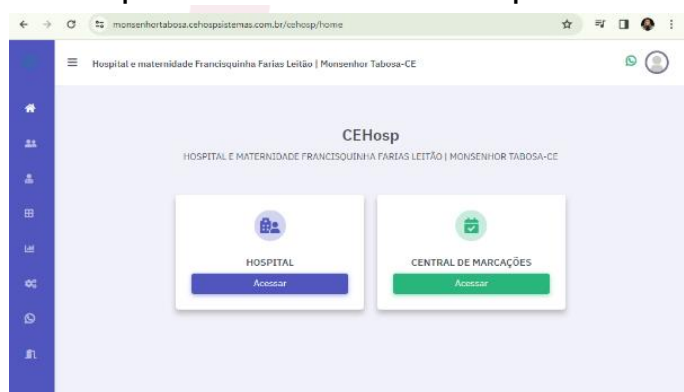 monsenhortabosa.cehospsistemas.com.br/cehosp/home
Hospital e maternidade Francisquinha Farias Leitão | Monsenhor Tabosa-CE
CEHosp
HOSPITAL E MATERNIDADE FRANCISQUINHA FARIAS LEITÃO | MONSENHOR TABOSA-CE
HOSPITAL
Acessar
CENTRAL DE MARCAÇÕES
Acessar